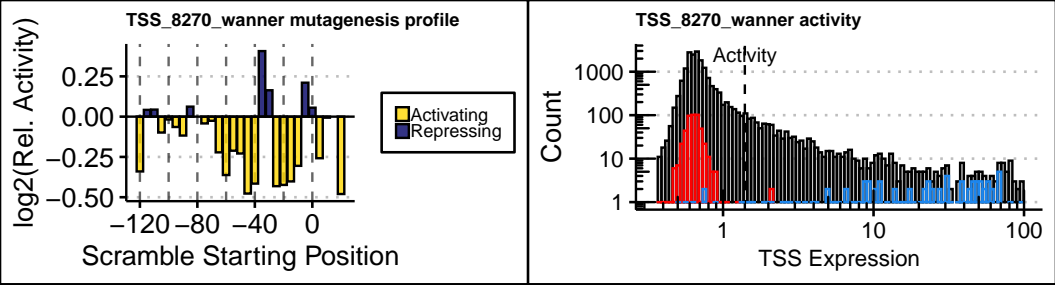 TSS_8270_wanner mutagenesis profile
log2(Rel. Activity)
0.25
0.00
−0.25
−0.50
−120 −80 −40 0
Scramble Starting Position
Activating
Repressing
TSS_8270_wanner activity
Activity
Count
1000
100
10
1
1 10 100
TSS Expression